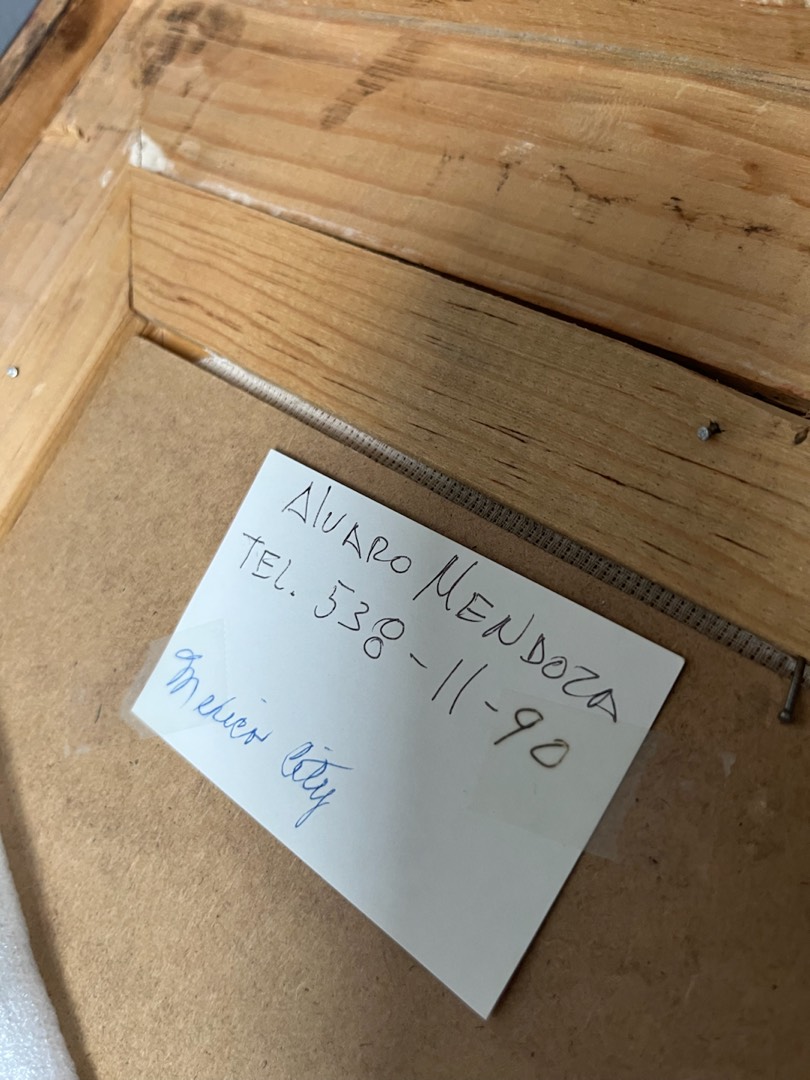 Alvaro Mendoza
TEL. 538-11-90
Mexico City